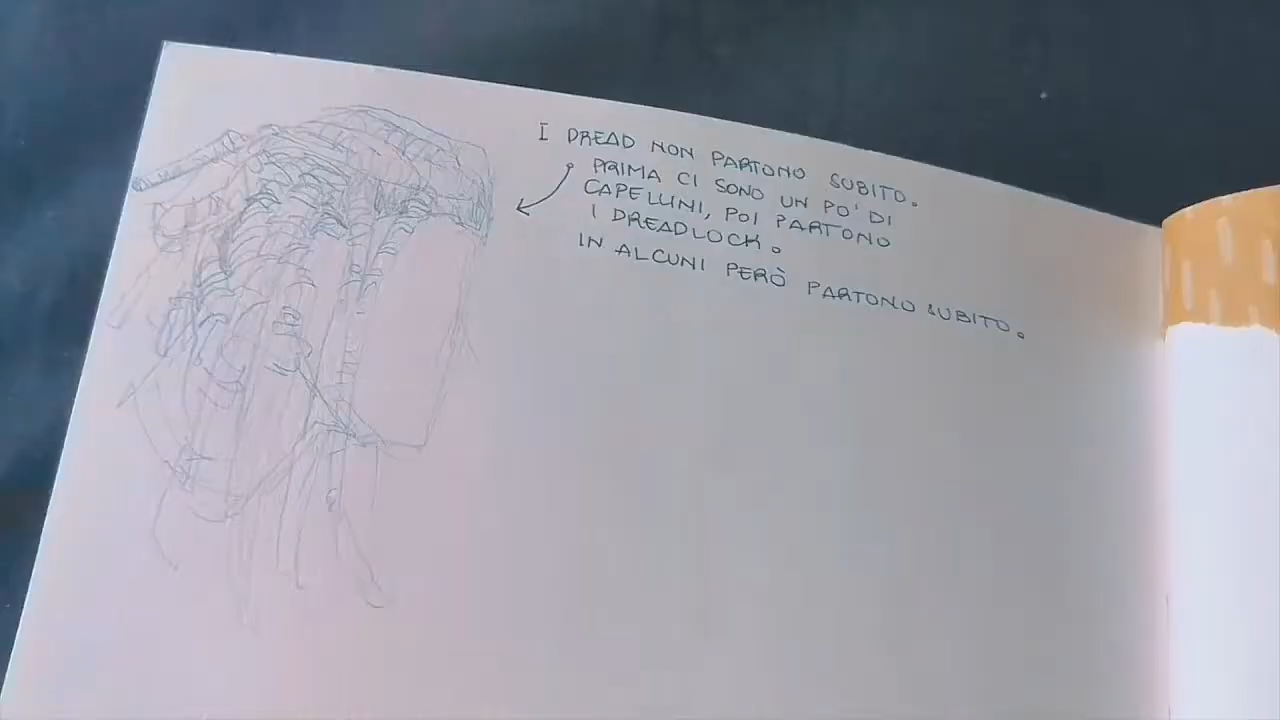 I DREAD NON PARTONO SUBITO.
PRIMA CI SONO UN PO' DI
CAPELLINI, POI PARTONO
I DREADLOCK.
IN ALCUNI PERÒ PARTONO SUBITO.